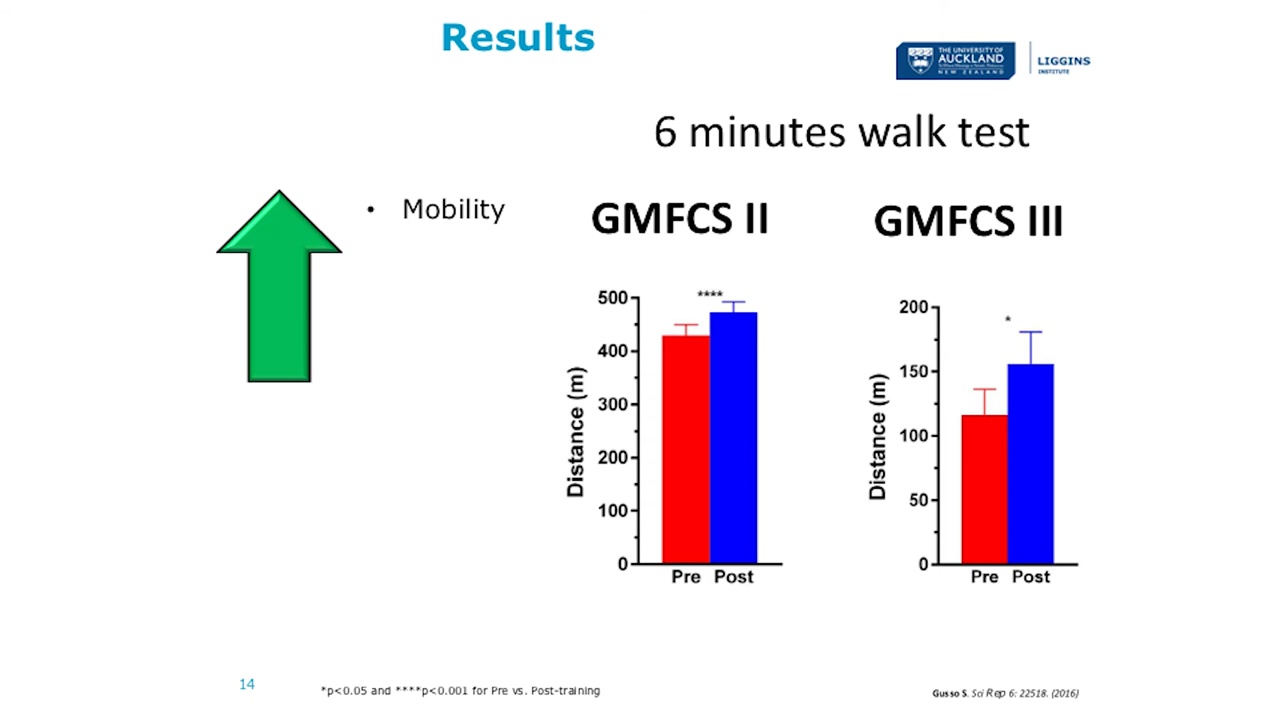 Results
THE UNIVERSITY OF
AUCKLAND
NEW ZEALAND
LIGGINS
INSTITUTE
6 minutes walk test
• Mobility
GMFCS II
GMFCS III
****
500
400
300
200
100
0
Distance (m)
Pre Post
*
200
150
100
50
0
Distance (m)
Pre Post
14
*p<0.05 and ****p<0.001 for Pre vs. Post-training
Gusso S. Sci Rep 6: 22518. (2016)